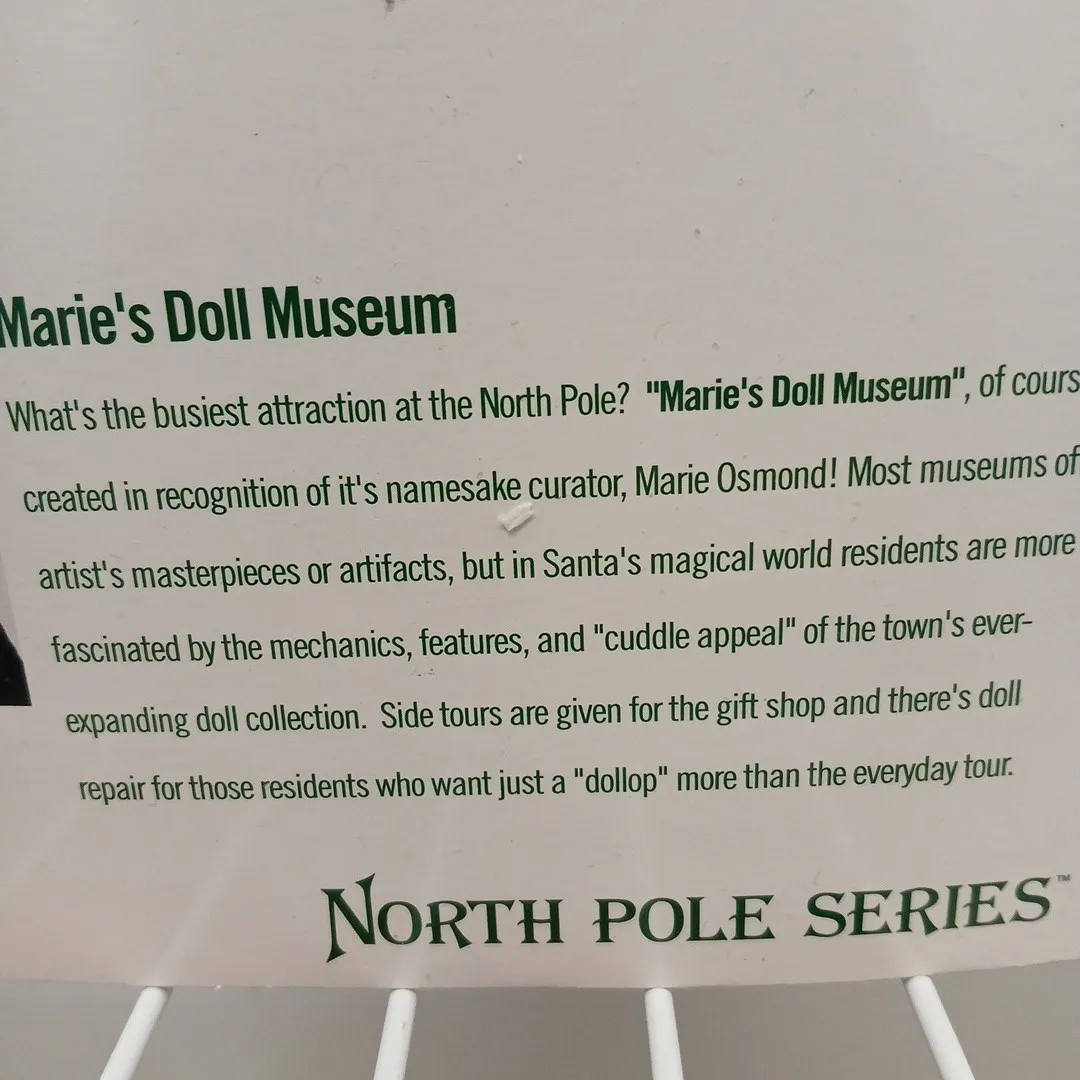 Marie's Doll Museum
What's the busiest attraction at the North Pole? "Marie's Doll Museum", of cours
created in recognition of it's namesake curator, Marie Osmond! Most museums of
artist's masterpieces or artifacts, but in Santa's magical world residents are more
fascinated by the mechanics, features, and "cuddle appeal" of the town's ever-
expanding doll collection. Side tours are given for the gift shop and there's doll
repair for those residents who want just a "dollop" more than the everyday tour.
NORTH POLE SERIES™